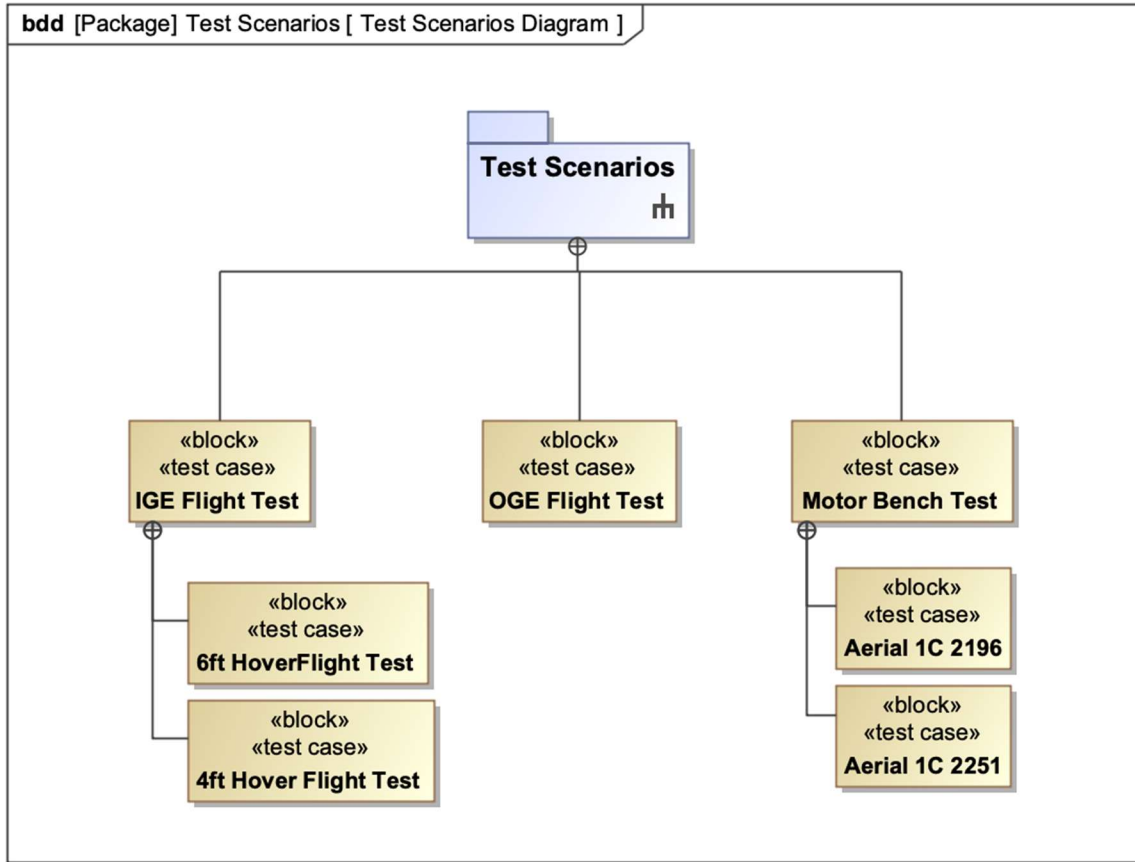 bdd [Package] Test Scenarios [ Test Scenarios Diagram ]
Test Scenarios
«block»
«test case»
IGE Flight Test
«block»
«test case»
OGE Flight Test
«block»
«test case»
Motor Bench Test
«block»
«test case»
6ft HoverFlight Test
«block»
«test case»
4ft Hover Flight Test
«block»
«test case»
Aerial 1C 2196
«block»
«test case»
Aerial 1C 2251